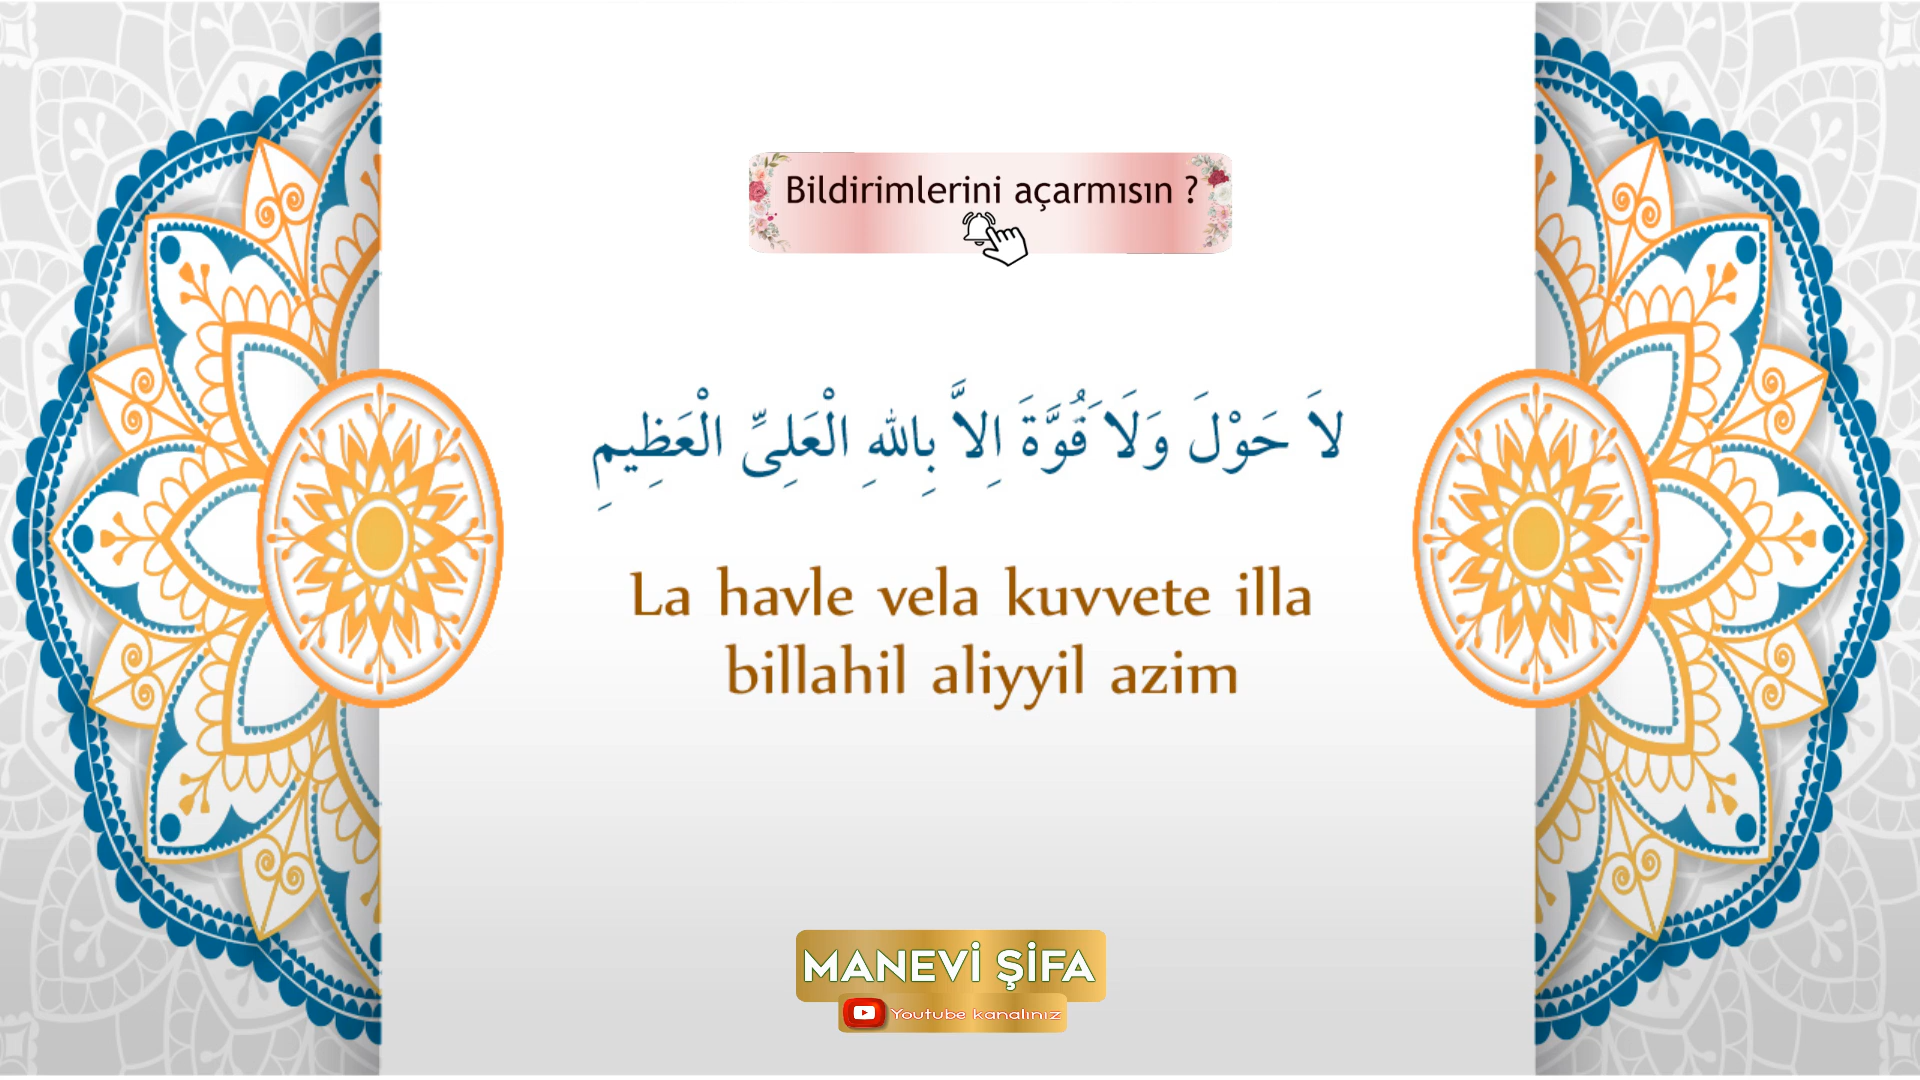 Bildirimlerini açarmısın ?
لاَ حَوْلَ وَلَا َقُوَّةَ اِلاَّ بِاللهِ الْعَلِىِّ الْعَظِيمِ
La havle vela kuvvete illa
billahil aliyyil azim
MANEVİ ŞİFA
Youtube kanalınız